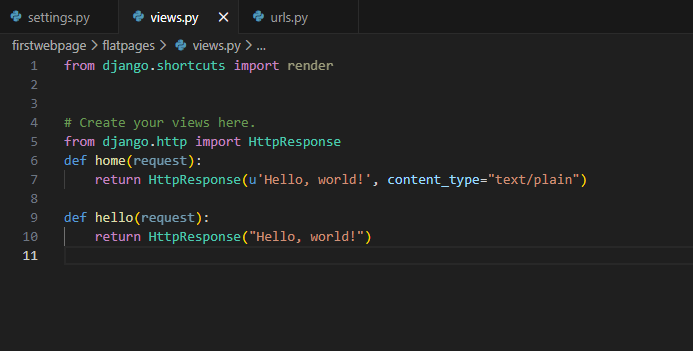 settings.py views.py urls.py
firstwebpage > flatpages > views.py > ...
1 from django.shortcuts import render
2
3
4 # Create your views here.
5 from django.http import HttpResponse
6 def home(request):
7     return HttpResponse(u'Hello, world!', content_type="text/plain")
8
9 def hello(request):
10     return HttpResponse("Hello, world!")
11